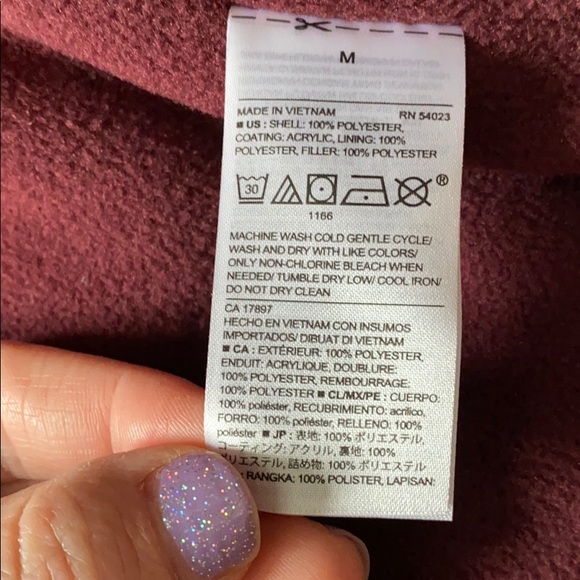 M
MADE IN VIETNAM RN 54023
■ US : SHELL: 100% POLYESTER,
COATING: ACRYLIC, LINING: 100%
POLYESTER, FILLER: 100% POLYESTER
30 ®
1166
MACHINE WASH COLD GENTLE CYCLE/
WASH AND DRY WITH LIKE COLORS/
ONLY NON-CHLORINE BLEACH WHEN
NEEDED/ TUMBLE DRY LOW/ COOL IRON/
DO NOT DRY CLEAN
CA 17897
HECHO EN VIETNAM CON INSUMOS
IMPORTADOS/ DIBUAT DI VIETNAM
■ CA : EXTÉRIEUR: 100% POLYESTER,
ENDUIT: ACRYLIQUE, DOUBLURE:
100% POLYESTER, REMBOURRAGE:
100% POLYESTER ■ CL/MX/PE : CUERPO:
100% poliéster, RECUBRIMIENTO: acrílico,
FORRO: 100% poliéster, RELLENO: 100%
poliéster ■ JP : 表地: 100% ポリエステル,
コーティング: アクリル, 裏地: 100%
ポリエステル, 詰め物: 100% ポリエステル
: RANGKA: 100% POLISTER, LAPISAN: